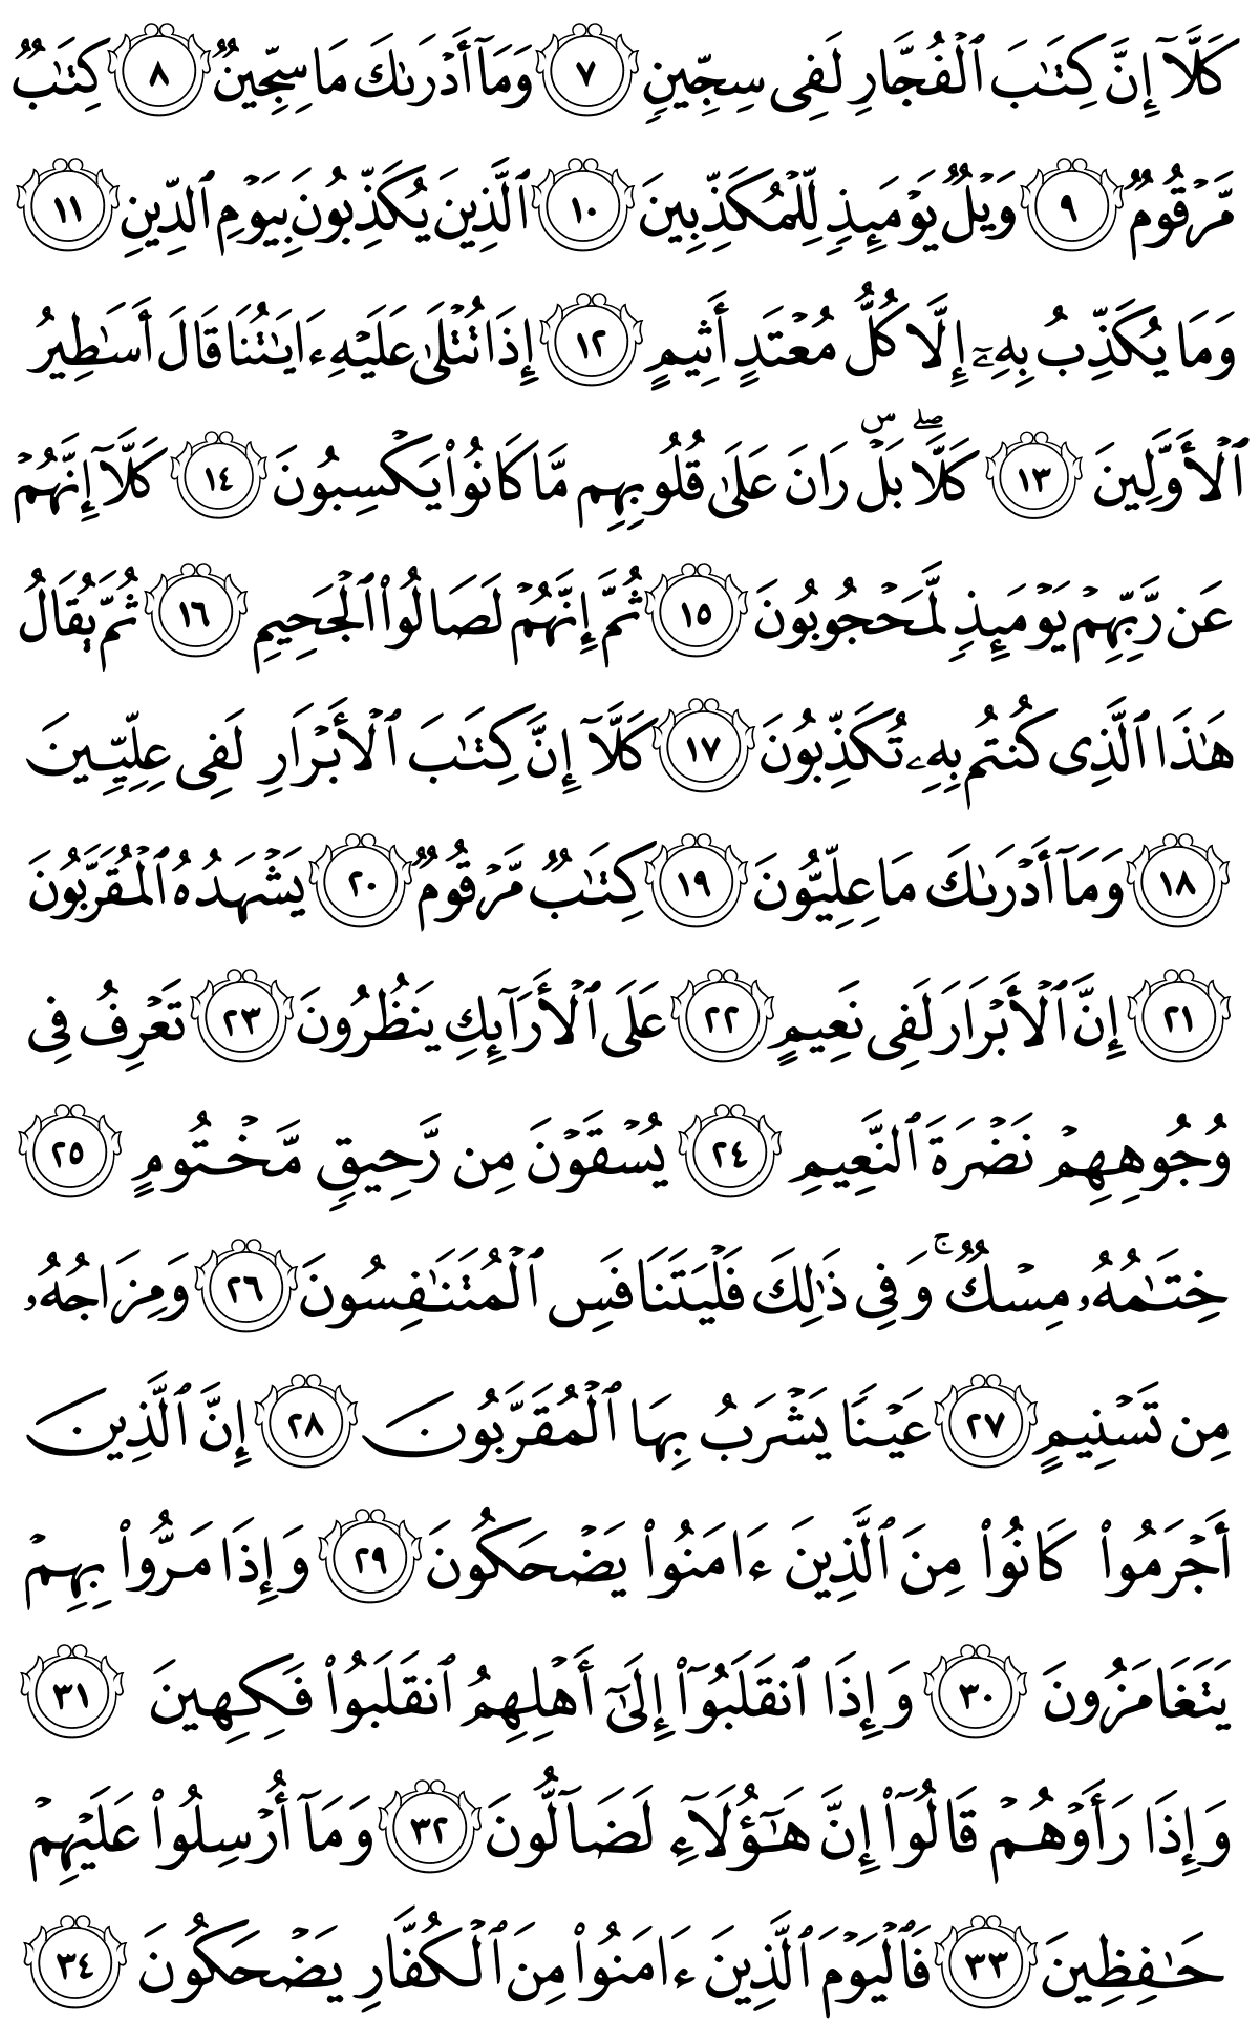 كَلَّآ إِنَّ كِتَٰبَ ٱلْفُجَّارِ لَفِى سِجِّينٍ ٧ وَمَآ أَدْرَىٰكَ مَا سِجِّينٌ ٨ كِتَٰبٌ
مَّرْقُومٌ ٩ وَيْلٌ يَوْمَئِذٍ لِّلْمُكَذِّبِينَ ١٠ ٱلَّذِينَ يُكَذِّبُونَ بِيَوْمِ ٱلدِّينِ ١١
وَمَا يُكَذِّبُ بِهِۦٓ إِلَّا كُلُّ مُعْتَدٍ أَثِيمٍ ١٢ إِذَا تُتْلَىٰ عَلَيْهِ ءَايَٰتُنَا قَالَ أَسَٰطِيرُ
ٱلْأَوَّلِينَ ١٣ كَلَّا ۖ بَلْ ۜ رَانَ عَلَىٰ قُلُوبِهِم مَّا كَانُوا۟ يَكْسِبُونَ ١٤ كَلَّآ إِنَّهُمْ
عَن رَّبِّهِمْ يَوْمَئِذٍ لَّمَحْجُوبُونَ ١٥ ثُمَّ إِنَّهُمْ لَصَالُوا۟ ٱلْجَحِيمِ ١٦ ثُمَّ يُقَالُ
هَٰذَا ٱلَّذِى كُنتُم بِهِۦ تُكَذِّبُونَ ١٧ كَلَّآ إِنَّ كِتَٰبَ ٱلْأَبْرَارِ لَفِى عِلِّيِّينَ
١٨ وَمَآ أَدْرَىٰكَ مَا عِلِّيُّونَ ١٩ كِتَٰبٌ مَّرْقُومٌ ٢٠ يَشْهَدُهُ ٱلْمُقَرَّبُونَ
٢١ إِنَّ ٱلْأَبْرَارَ لَفِى نَعِيمٍ ٢٢ عَلَى ٱلْأَرَآئِكِ يَنظُرُونَ ٢٣ تَعْرِفُ فِى
وُجُوهِهِمْ نَضْرَةَ ٱلنَّعِيمِ ٢٤ يُسْقَوْنَ مِن رَّحِيقٍ مَّخْتُومٍ ٢٥
خِتَٰمُهُۥ مِسْكٌ ۚ وَفِى ذَٰلِكَ فَلْيَتَنَافَسِ ٱلْمُتَنَٰفِسُونَ ٢٦ وَمِزَاجُهُۥ
مِن تَسْنِيمٍ ٢٧ عَيْنًا يَشْرَبُ بِهَا ٱلْمُقَرَّبُونَ ٢٨ إِنَّ ٱلَّذِينَ
أَجْرَمُوا۟ كَانُوا۟ مِنَ ٱلَّذِينَ ءَامَنُوا۟ يَضْحَكُونَ ٢٩ وَإِذَا مَرُّوا۟ بِهِمْ
يَتَغَامَزُونَ ٣٠ وَإِذَا ٱنقَلَبُوٓا۟ إِلَىٰٓ أَهْلِهِمُ ٱنقَلَبُوا۟ فَكِهِينَ ٣١
وَإِذَا رَأَوْهُمْ قَالُوٓا۟ إِنَّ هَٰٓؤُلَآءِ لَضَآلُّونَ ٣٢ وَمَآ أُرْسِلُوا۟ عَلَيْهِمْ
حَٰفِظِينَ ٣٣ فَٱلْيَوْمَ ٱلَّذِينَ ءَامَنُوا۟ مِنَ ٱلْكُفَّارِ يَضْحَكُونَ ٣٤